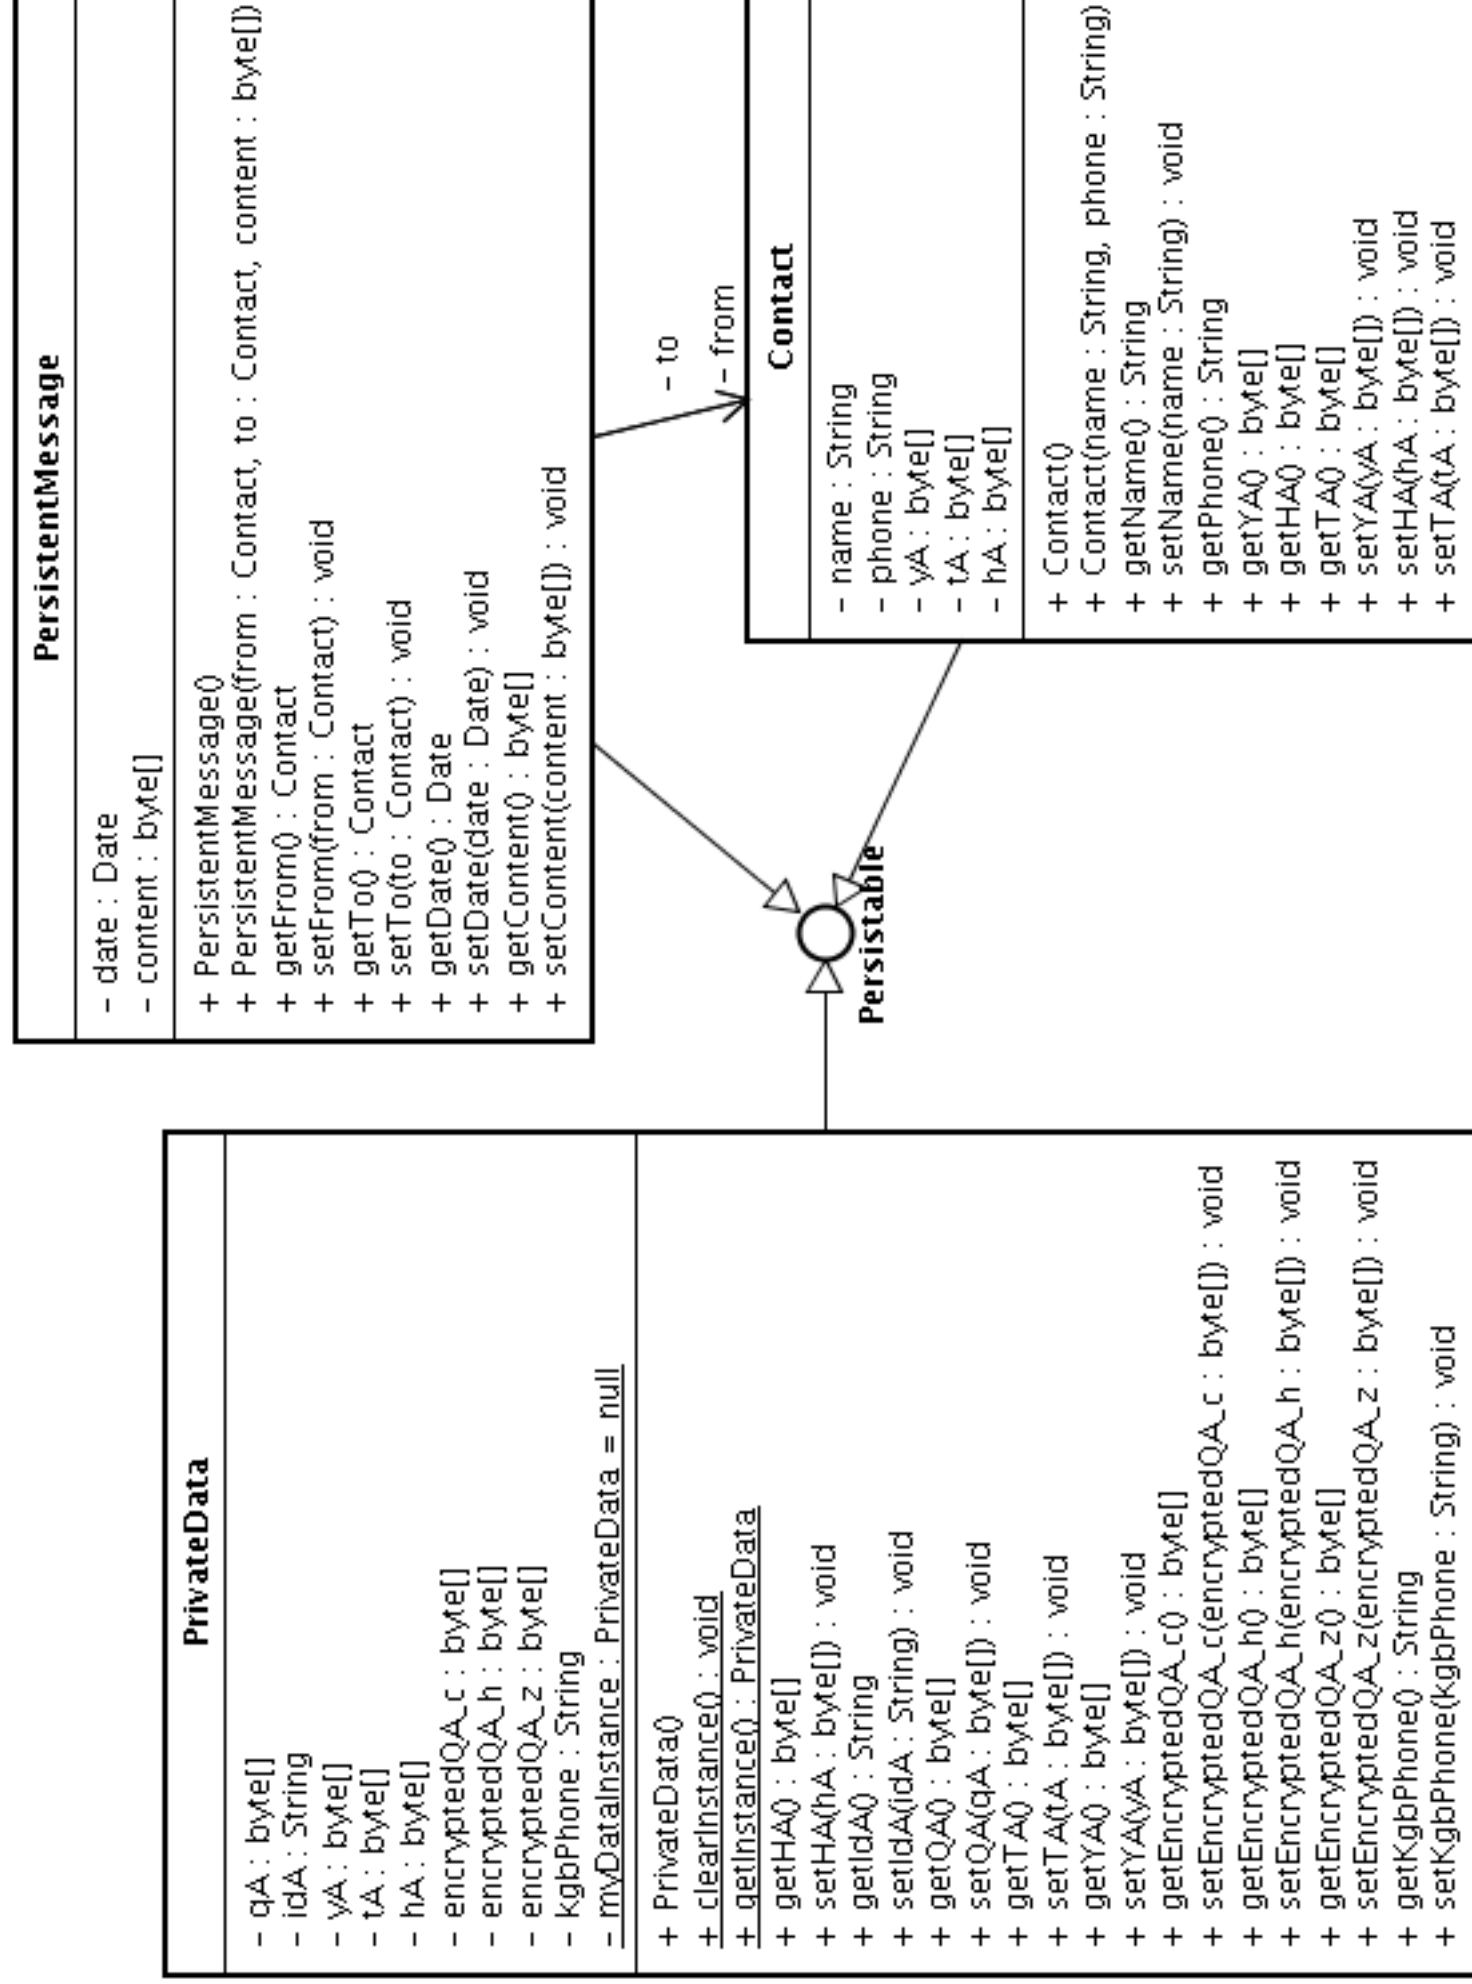 PersistentMessage
- date : Date
- content : byte[]
+ PersistentMessage()
+ PersistentMessage(from : Contact, to : Contact, content : byte[])
+ getFrom() : Contact
+ setFrom(from : Contact) : void
+ getTo() : Contact
+ setTo(to : Contact) : void
+ getDate() : Date
+ setDate(date : Date) : void
+ getContent() : byte[]
+ setContent(content : byte[]) : void
- to
- from
Contact
- name : String
- phone : String
- yA : byte[]
- tA : byte[]
- hA : byte[]
+ Contact()
+ Contact(name : String, phone : String)
+ getName() : String
+ setName(name : String) : void
+ getPhone() : String
+ getYA() : byte[]
+ getHA() : byte[]
+ getTA() : byte[]
+ setYA(yA : byte[]) : void
+ setHA(hA : byte[]) : void
+ setTA(tA : byte[]) : void
Persistable
PrivateData
- qA : byte[]
- idA : String
- yA : byte[]
- tA : byte[]
- hA : byte[]
- encryptedQA_c : byte[]
- encryptedQA_h : byte[]
- encryptedQA_z : byte[]
- kgbPhone : String
- myDataInstance : PrivateData = null
+ PrivateData()
+ clearInstance() : void
+ getInstance() : PrivateData
+ getHA() : byte[]
+ setHA(hA : byte[]) : void
+ getIdA() : String
+ setIdA(idA : String) : void
+ getQA() : byte[]
+ setQA(qA : byte[]) : void
+ getTA() : byte[]
+ setTA(tA : byte[]) : void
+ getYA() : byte[]
+ setYA(yA : byte[]) : void
+ getEncryptedQA_c() : byte[]
+ setEncryptedQA_c(encryptedQA_c : byte[]) : void
+ getEncryptedQA_h() : byte[]
+ setEncryptedQA_h(encryptedQA_h : byte[]) : void
+ getEncryptedQA_z() : byte[]
+ setEncryptedQA_z(encryptedQA_z : byte[]) : void
+ getKgbPhone() : String
+ setKgbPhone(kgbPhone : String) : void